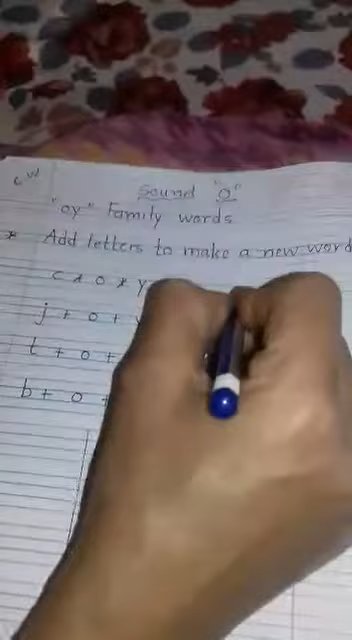 Sound "O"
"oy" Family words
* Add letters to make a new word
c * o * y
j + o +
t + o +
b + o +